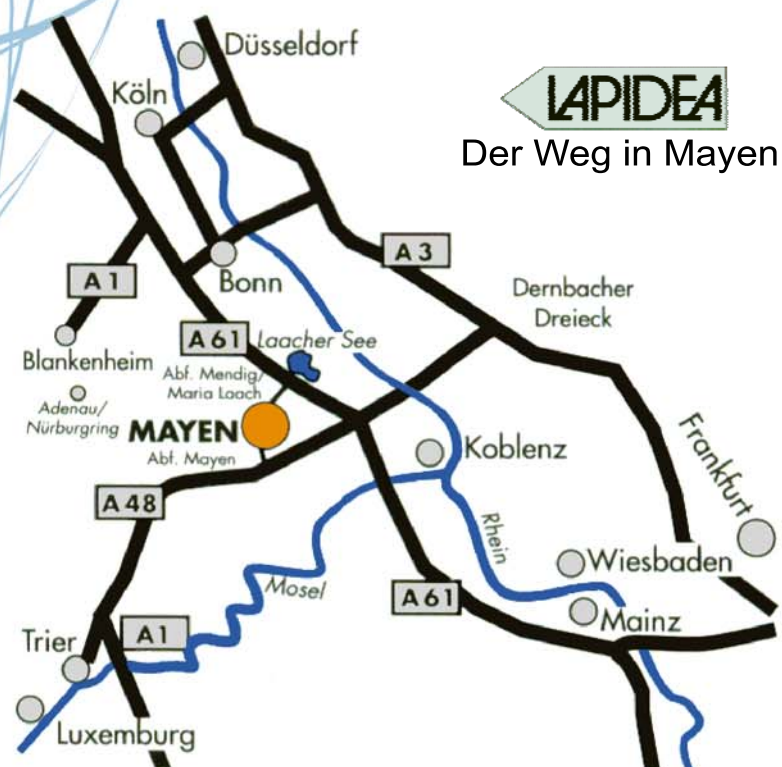 Düsseldorf
LAPIDEA
Köln
Der Weg in Mayen
A 3
A 1
Bonn
Dernbacher
Dreieck
A 61
Laacher See
Blankenheim
Abf. Mendig/
Maria Laach
Adenau/
Nürburgring
MAYEN
Abf. Mayen
Koblenz
Frankfurt
A 48
Rhein
Wiesbaden
Mosel
A 61
Mainz
A 1
Trier
Luxemburg